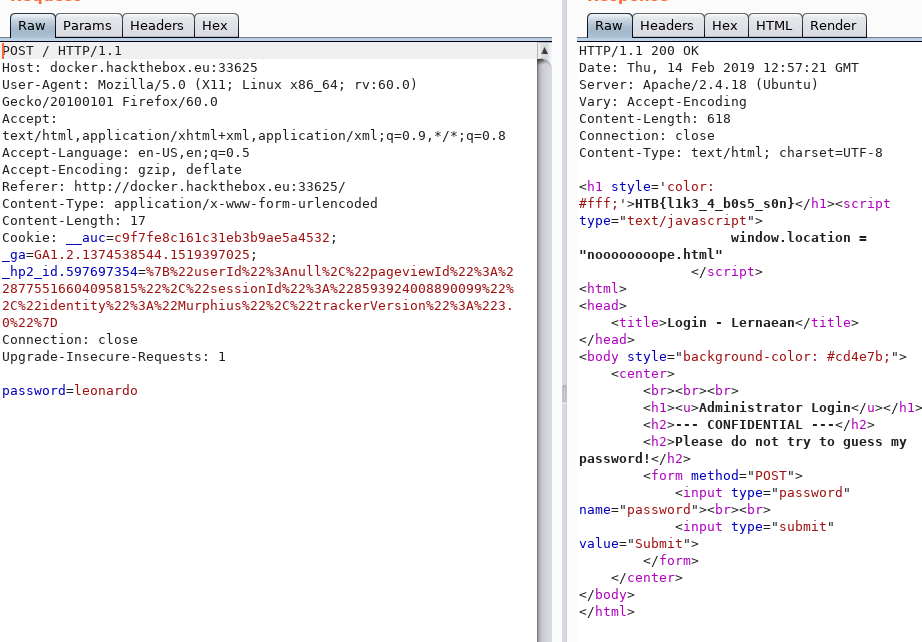 Raw Params Headers Hex
POST / HTTP/1.1
Host: docker.hackthebox.eu:33625
User-Agent: Mozilla/5.0 (X11; Linux x86_64; rv:60.0)
Gecko/20100101 Firefox/60.0
Accept:
text/html,application/xhtml+xml,application/xml;q=0.9,*/*;q=0.8
Accept-Language: en-US,en;q=0.5
Accept-Encoding: gzip, deflate
Referer: http://docker.hackthebox.eu:33625/
Content-Type: application/x-www-form-urlencoded
Content-Length: 17
Cookie: __auc=c9f7fe8c161c31eb3b9ae5a4532;
_ga=GA1.2.1374538544.1519397025;
_hp2_id.597697354=%7B%22userId%22%3Anull%2C%22pageviewId%22%3A%2
28775516604095815%22%2C%22sessionId%22%3A%228593924008890099%22%
2C%22identity%22%3A%22Murphius%22%2C%22trackerVersion%22%3A%223.
0%22%7D
Connection: close
Upgrade-Insecure-Requests: 1
password=leonardo
Raw Headers Hex HTML Render
HTTP/1.1 200 OK
Date: Thu, 14 Feb 2019 12:57:21 GMT
Server: Apache/2.4.18 (Ubuntu)
Vary: Accept-Encoding
Content-Length: 618
Connection: close
Content-Type: text/html; charset=UTF-8
<h1 style='color:
#fff;'>HTB{l1k3_4_b0s5_s0n}</h1><script
type="text/javascript">
window.location =
"noooooooope.html"
</script>
<html>
<head>
<title>Login - Lernaean</title>
</head>
<body style="background-color: #cd4e7b;">
<center>
<br><br><br>
<h1><u>Administrator Login</u></h1>
<h2>--- CONFIDENTIAL ---</h2>
<h2>Please do not try to guess my
password!</h2>
<form method="POST">
<input type="password"
name="password"><br><br>
<input type="submit"
value="Submit">
</form>
</center>
</body>
</html>